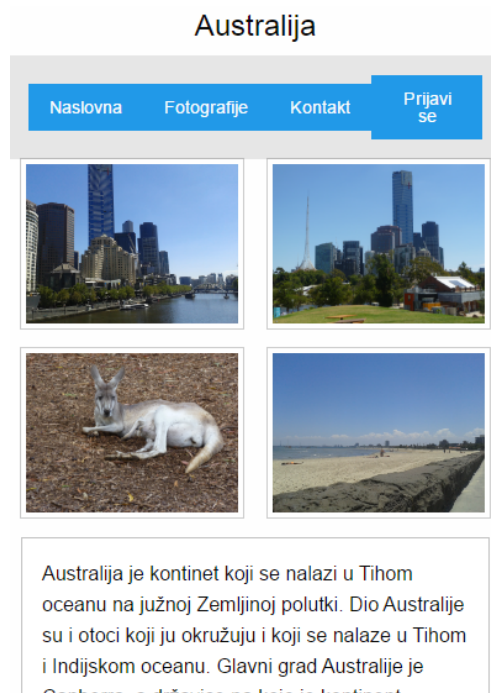 Australija
Naslovna Fotografije Kontakt Prijavi
se
Australija je kontinet koji se nalazi u Tihom
oceanu na južnoj Zemljinoj polutki. Dio Australije
su i otoci koji ju okružuju i koji se nalaze u Tihom
i Indijskom oceanu. Glavni grad Australije je